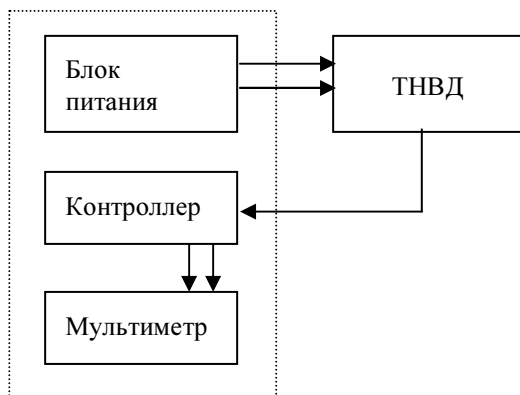 Блок
питания
ТНВД
Контроллер
Мультиметр